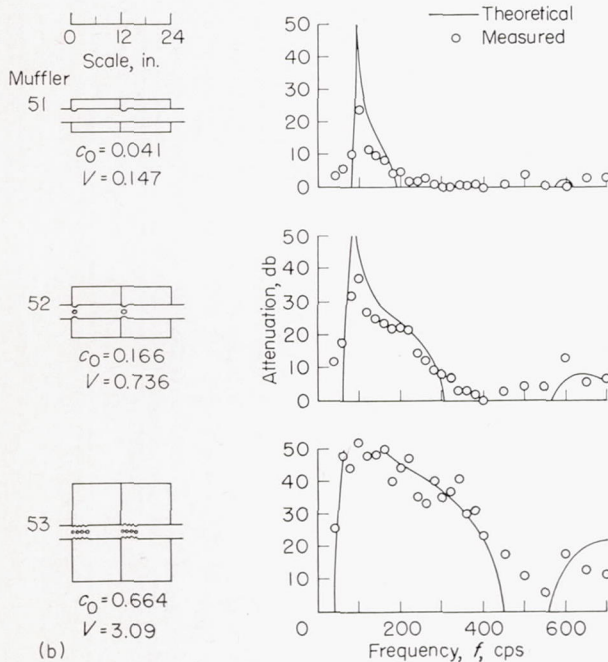 0 12 24
Scale, in.
Muffler
51
c₀=0.041
V=0.147
52
c₀=0.166
V=0.736
53
c₀=0.664
V=3.09
(b)
Theoretical
Measured
50
40
30
20
10
0
50
40
30
20
10
0
50
40
30
20
10
0 200 400 600
Attenuation, db
Frequency, f, cps